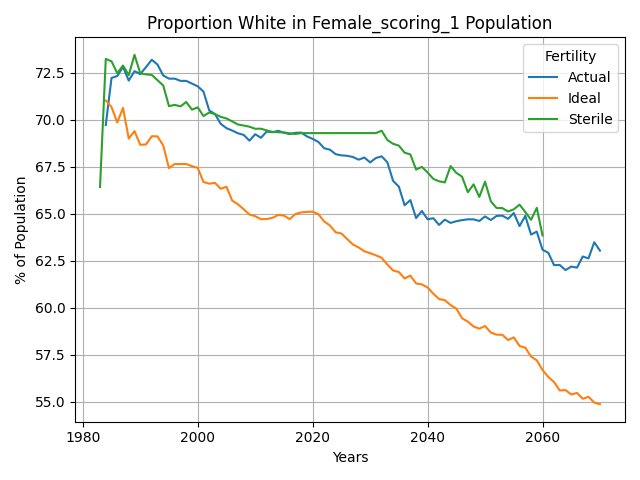 Proportion White in Female_scoring_1 Population
Fertility
Actual
Ideal
Sterile
% of Population
72.5
70.0
67.5
65.0
62.5
60.0
57.5
55.0
1980
2000
2020
2040
2060
Years